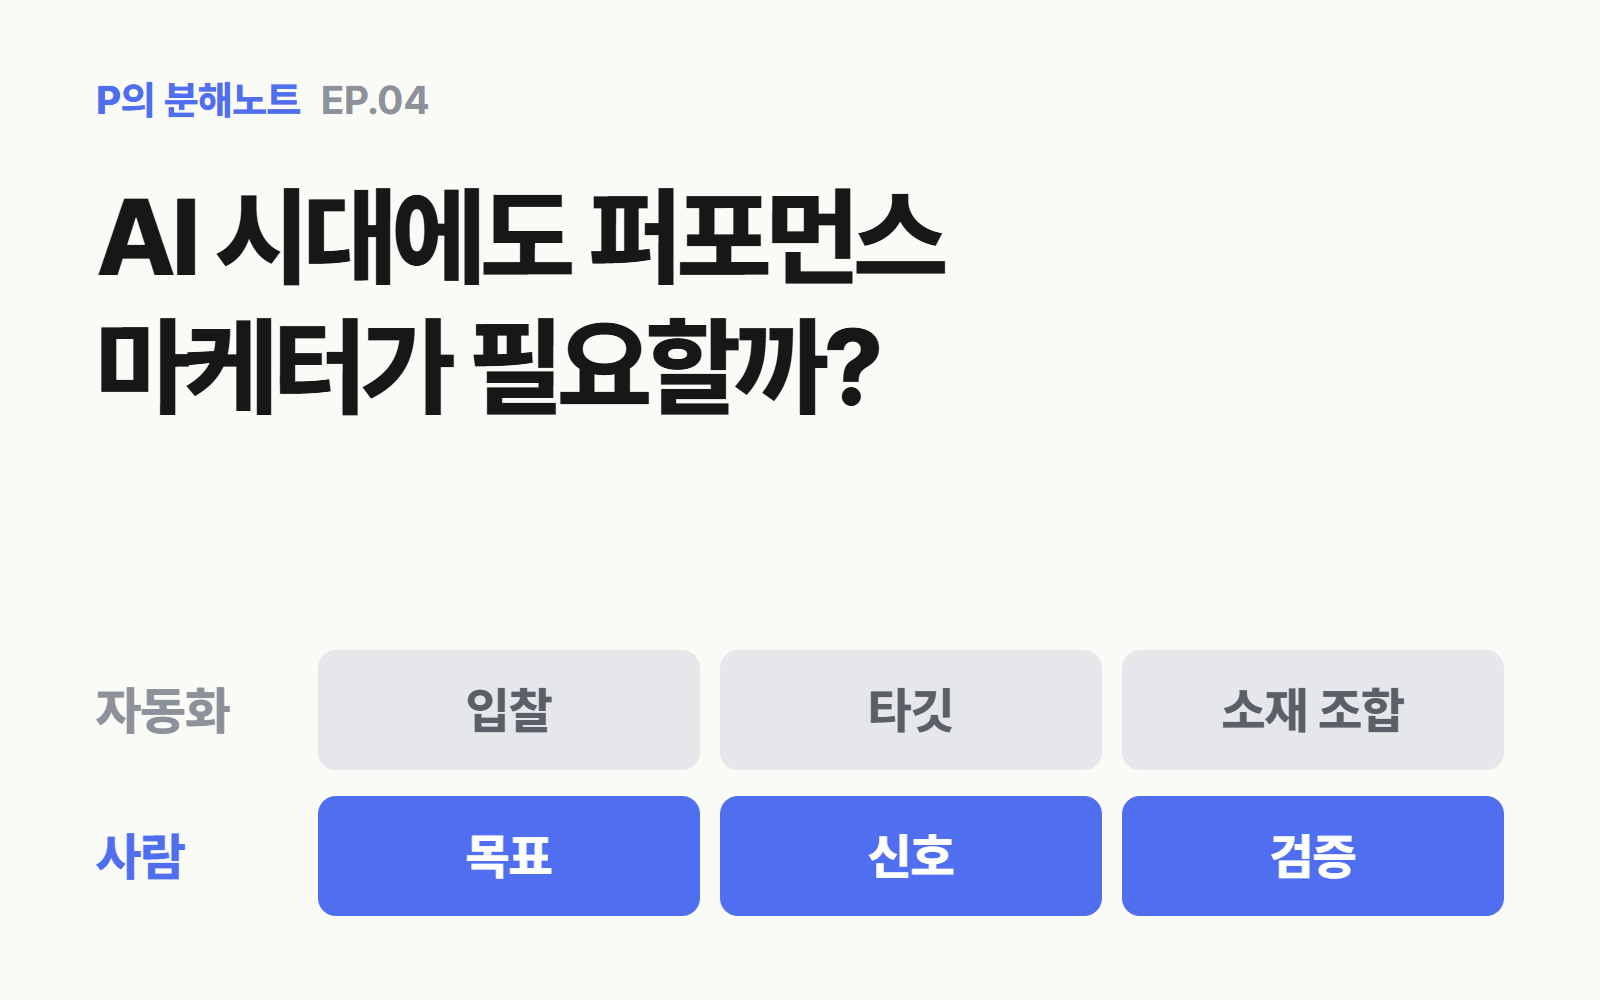 P의 분해노트 EP.04
AI 시대에도 퍼포먼스
마케터가 필요할까?
자동화 입찰 타깃 소재 조합
사람 목표 신호 검증